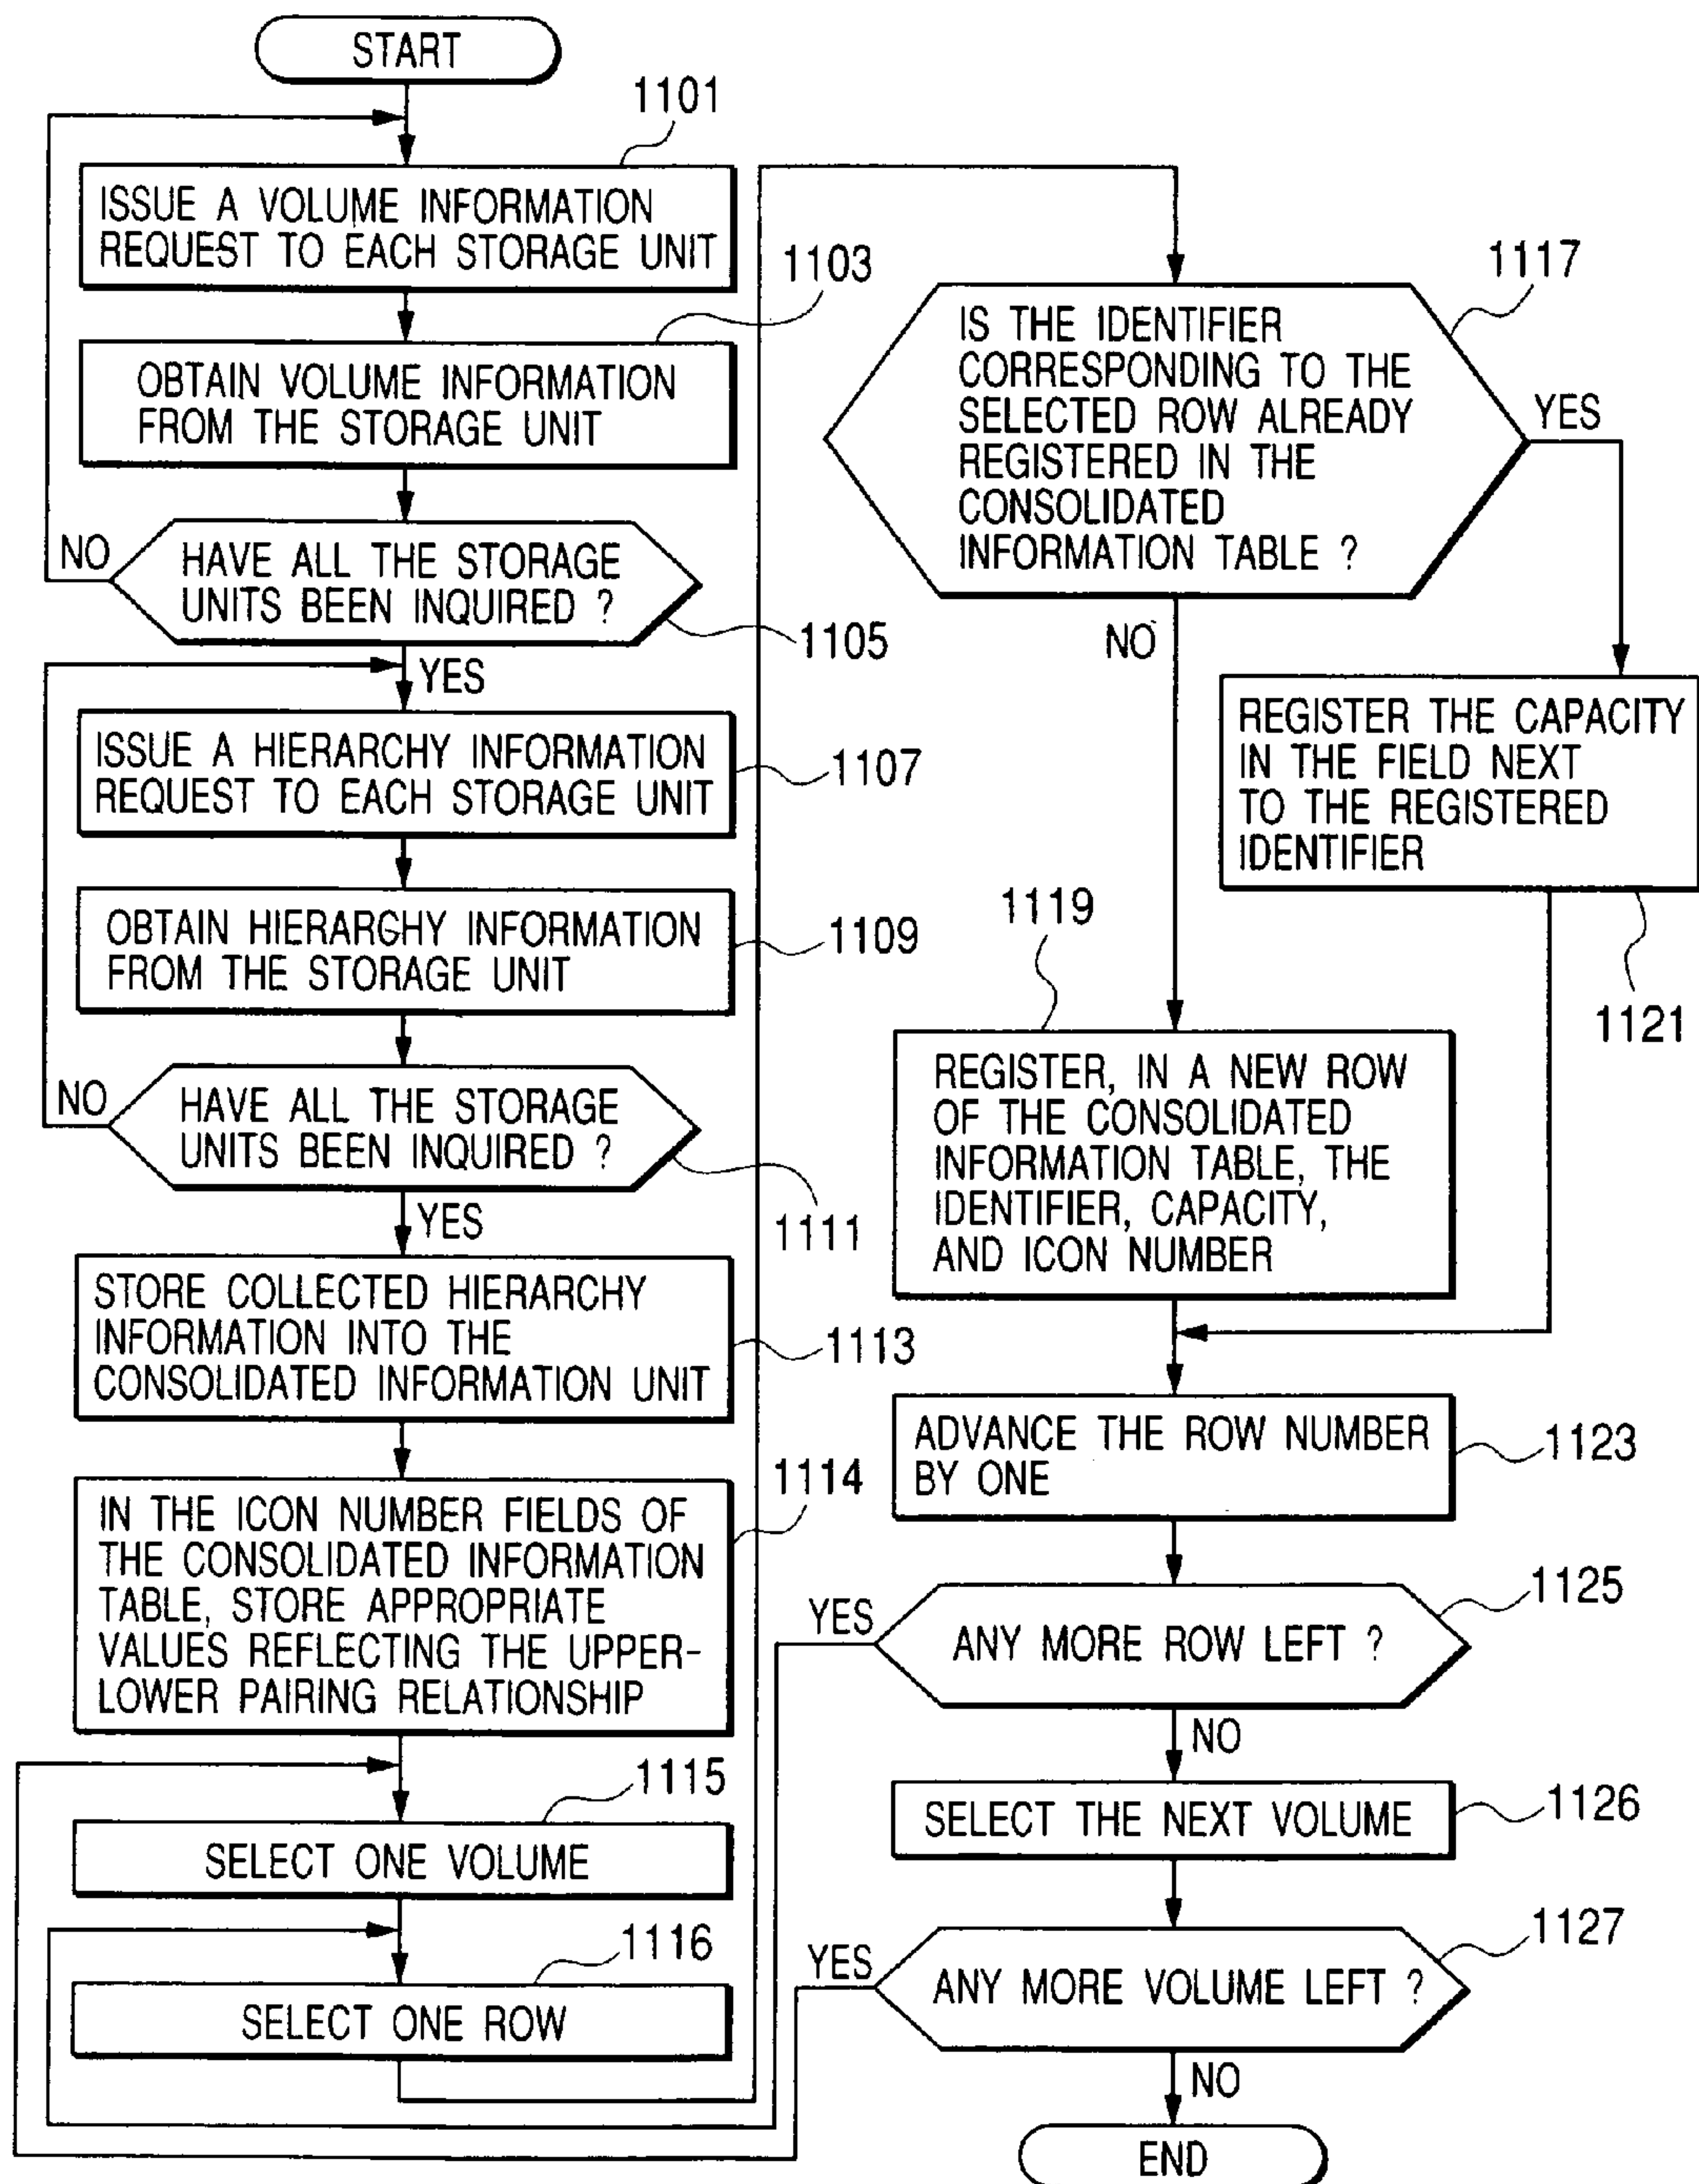 START
1101
ISSUE A VOLUME INFORMATION
REQUEST TO EACH STORAGE UNIT
1103
OBTAIN VOLUME INFORMATION
FROM THE STORAGE UNIT
NO
HAVE ALL THE STORAGE
UNITS BEEN INQUIRED ?
1105
YES
ISSUE A HIERARCHY INFORMATION
REQUEST TO EACH STORAGE UNIT
1107
OBTAIN HIERARCHY INFORMATION
FROM THE STORAGE UNIT
1109
NO
HAVE ALL THE STORAGE
UNITS BEEN INQUIRED ?
1111
YES
STORE COLLECTED HIERARCHY
INFORMATION INTO THE
CONSOLIDATED INFORMATION UNIT
1113
1114
IN THE ICON NUMBER FIELDS OF
THE CONSOLIDATED INFORMATION
TABLE, STORE APPROPRIATE
VALUES REFLECTING THE UPPER-
LOWER PAIRING RELATIONSHIP
1115
SELECT ONE VOLUME
1116
SELECT ONE ROW
1117
IS THE IDENTIFIER
CORRESPONDING TO THE
SELECTED ROW ALREADY
REGISTERED IN THE
CONSOLIDATED
INFORMATION TABLE ?
YES
NO
REGISTER THE CAPACITY
IN THE FIELD NEXT
TO THE REGISTERED
IDENTIFIER
1121
1119
REGISTER, IN A NEW ROW
OF THE CONSOLIDATED
INFORMATION TABLE, THE
IDENTIFIER, CAPACITY,
AND ICON NUMBER
ADVANCE THE ROW NUMBER
BY ONE
1123
1125
YES
ANY MORE ROW LEFT ?
NO
SELECT THE NEXT VOLUME
1126
1127
YES
ANY MORE VOLUME LEFT ?
NO
END